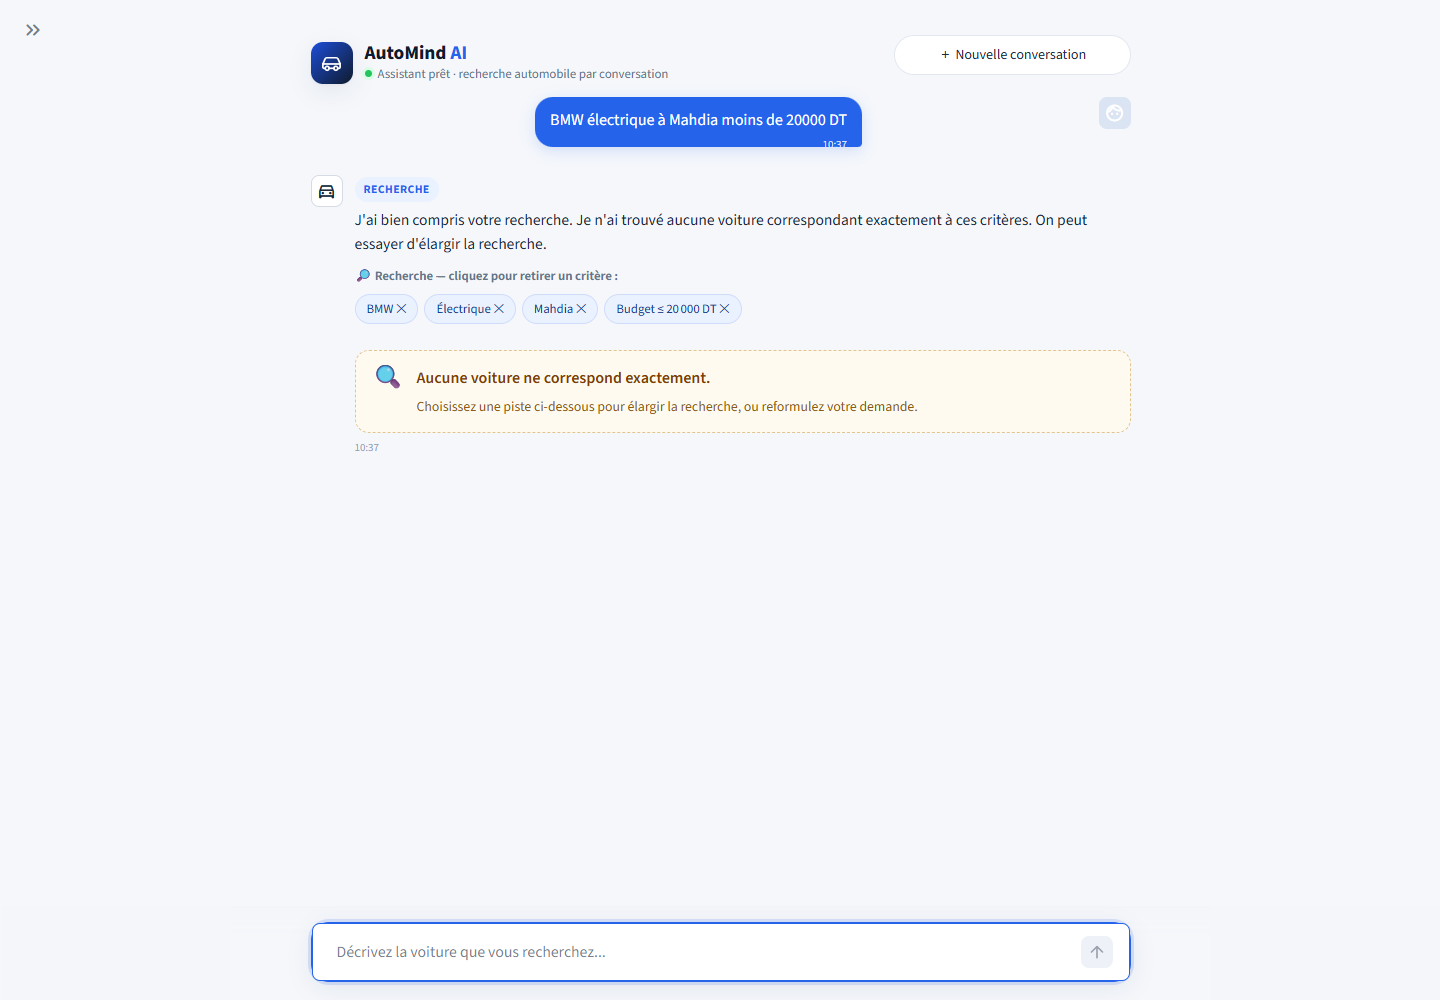 AutoMind AI
Assistant prêt · recherche automobile par conversation
+ Nouvelle conversation
BMW électrique à Mahdia moins de 20000 DT
10:37
RECHERCHE
J'ai bien compris votre recherche. Je n'ai trouvé aucune voiture correspondant exactement à ces critères. On peut
essayer d'élargir la recherche.
🔎 Recherche — cliquez pour retirer un critère :
BMW ✕ Électrique ✕ Mahdia ✕ Budget ≤ 20 000 DT ✕
Aucune voiture ne correspond exactement.
Choisissez une piste ci-dessous pour élargir la recherche, ou reformulez votre demande.
10:37
Décrivez la voiture que vous recherchez...